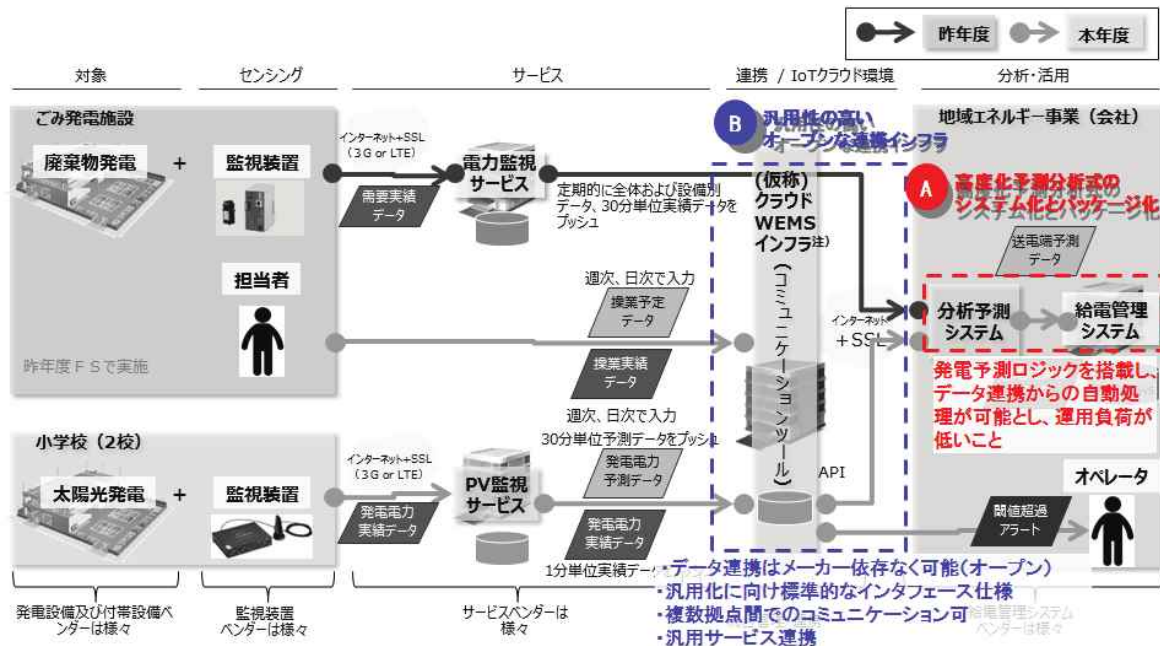 昨年度
本年度
対象
センシング
サービス
連携 / IoTクラウド環境
分析・活用
ごみ発電施設
廃棄物発電
+
監視装置
インターネット+SSL
(3G or LTE)
需要実績
データ
電力監視
サービス
定期的に全体および設備別
データ、30分単位実績データを
プッシュ
担当者
昨年度FSで実施
週次、日次で入力
操業予定
データ
操業実績
データ
週次、日次で入力
小学校（2校）
太陽光発電
+
監視装置
インターネット+SSL
(3G or LTE)
発電電力
実績データ
PV監視
サービス
30分単位予測データをプッシュ
発電電力
予測データ
発電電力
実績データ
1分単位実績データ
B
汎用性の高い
オープンな連携インフラ
(仮称)
クラウド
WEMS
インフラ注)
(コミュニケーションツール)
インターネット
+SSL
API
地域エネルギー事業（会社）
A
高度化予測分析式の
システム化とパッケージ化
送電端予測
データ
分析予測
システム
給電管理
システム
発電予測ロジックを搭載し、
データ連携からの自動処
理が可能とし、運用負荷が
低いこと
オペレータ
閾値超過
アラート
発電設備及び付帯設備ベ
ンダーは様々
監視装置
ベンダーは様々
サービスベンダーは
様々
・データ連携はメーカー依存なく可能(オープン)
・汎用化に向け標準的なインタフェース仕様
・複数拠点間でのコミュニケーション可
・汎用サービス連携
給電管理システム
ベンダーは様々